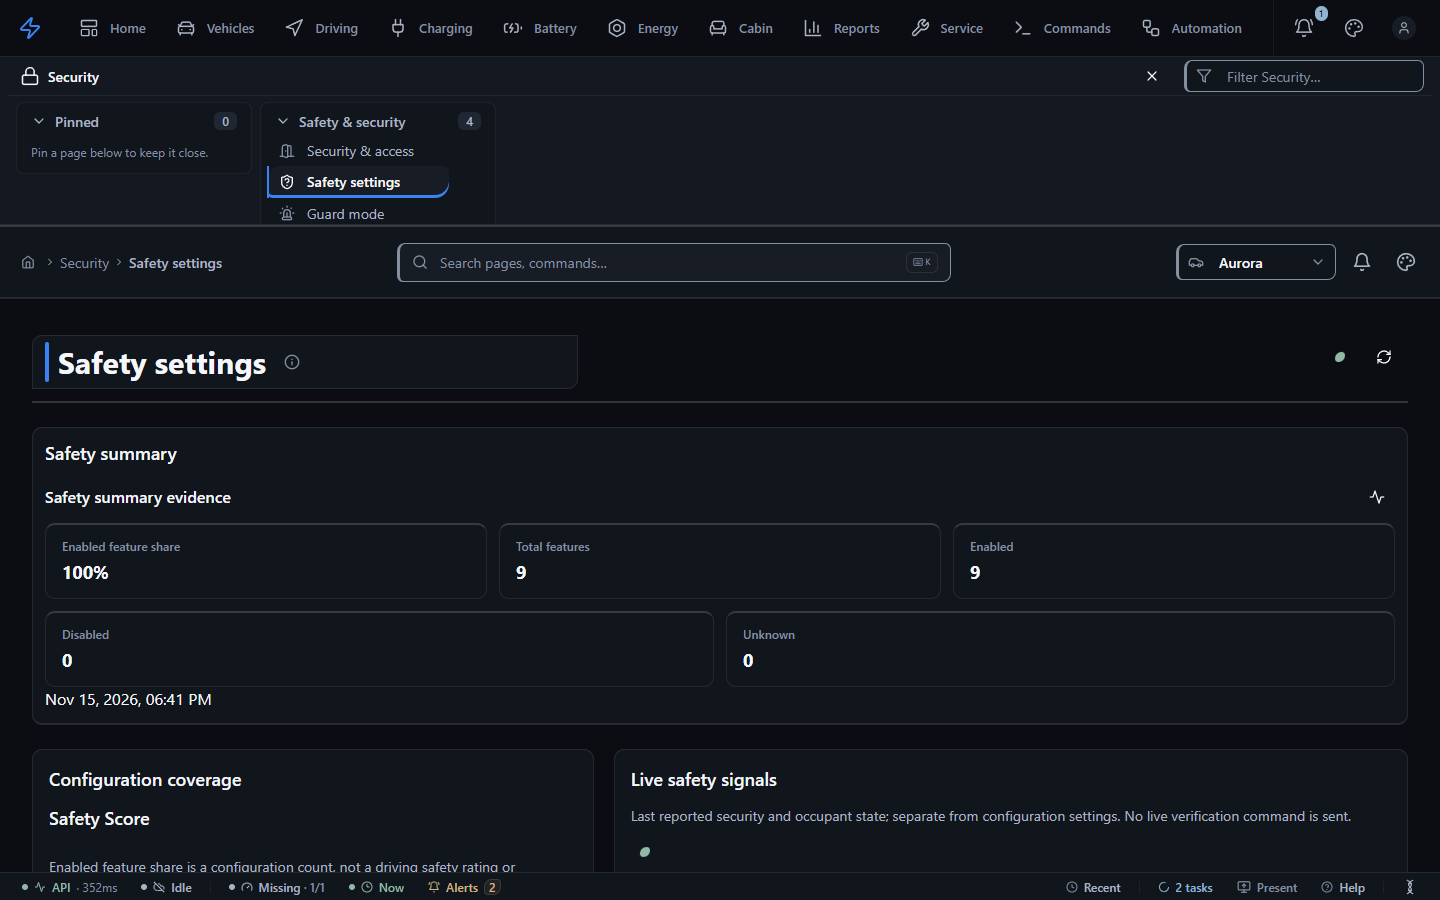 Home Vehicles Driving Charging Battery Energy Cabin Reports Service Commands Automation 1
Security Filter Security...
Pinned 0
Pin a page below to keep it close.
Safety & security 4
Security & access
Safety settings
Guard mode
Security Safety settings Search pages, commands... K Aurora
Safety settings
Safety summary
Safety summary evidence
Enabled feature share
100%
Total features
9
Enabled
9
Disabled
0
Unknown
0
Nov 15, 2026, 06:41 PM
Configuration coverage
Safety Score
Enabled feature share is a configuration count, not a driving safety rating or
Live safety signals
Last reported security and occupant state; separate from configuration settings. No live verification command is sent.
API · 352ms Idle Missing · 1/1 Now Alerts 2 Recent 2 tasks Present Help